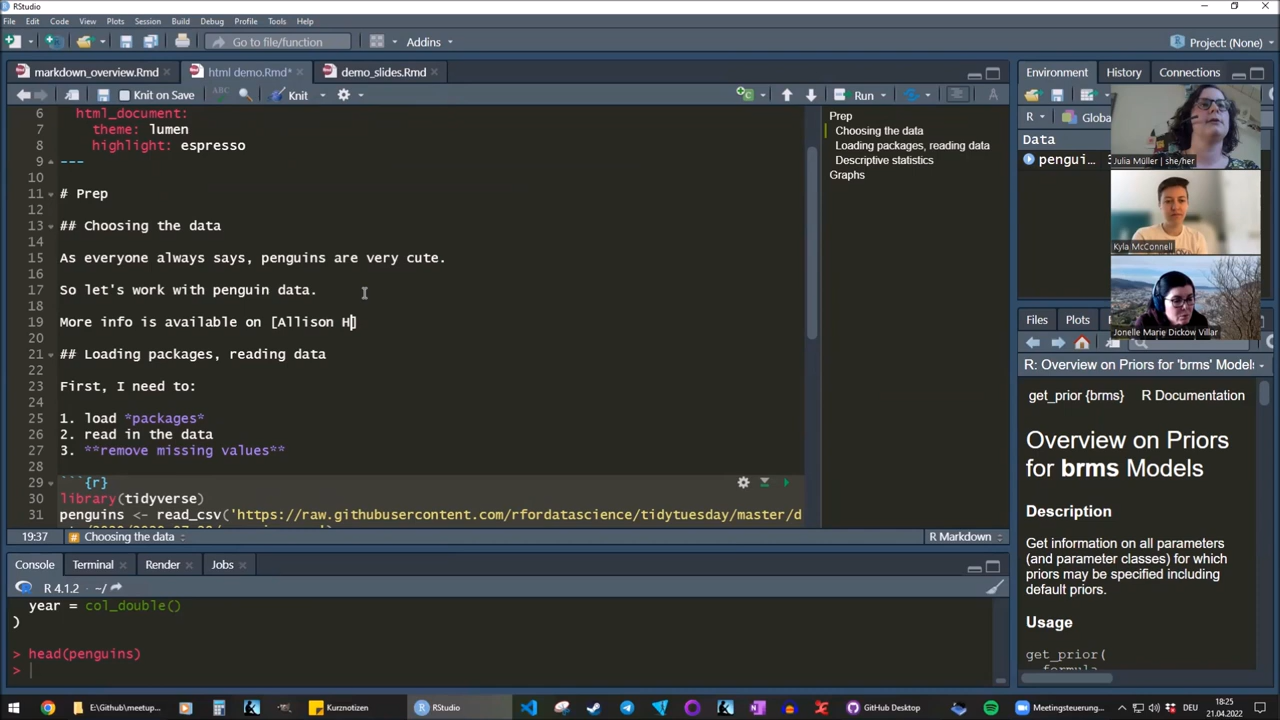 RStudio
File Edit Code View Plots Session Build Debug Profile Tools Help
Go to file/function Addins Project: (None)
markdown_overview.Rmd html demo.Rmd* demo_slides.Rmd
Knit on Save ABC Knit Run
6 html_document:
7 theme: lumen
8 highlight: espresso
9 ---
10
11 # Prep
12
13 ## Choosing the data
14
15 As everyone always says, penguins are very cute.
16
17 So let's work with penguin data.
18
19 More info is available on [Allison H]
20
21 ## Loading packages, reading data
22
23 First, I need to:
24
25 1. load *packages*
26 2. read in the data
27 3. **remove missing values**
28
29 ```{r}
30 library(tidyverse)
31 penguins <- read_csv('https://raw.githubusercontent.com/rfordatascience/tidytuesday/master/d
19:37 Choosing the data R Markdown
Prep
Choosing the data
Loading packages, reading data
Descriptive statistics
Graphs
Console Terminal Render Jobs
R 4.1.2 · ~/
year = col_double()
)
> head(penguins)
>
Environment History Connections
R Globa
Data
pengui...
Julia Müller | she/her
Kyla McConnell
Jonelle Marie Dickow Villar
Files Plots
R: Overview on Priors for 'brms' Models
get_prior {brms} R Documentation
Overview on Priors
for brms Models
Description
Get information on all parameters
(and parameter classes) for which
priors may be specified including
default priors.
Usage
get_prior(
formula,
E:\Github\meetup... Kurznotizen RStudio GitHub Desktop Meetingsteuerung... DEU 18:25
21.04.2022